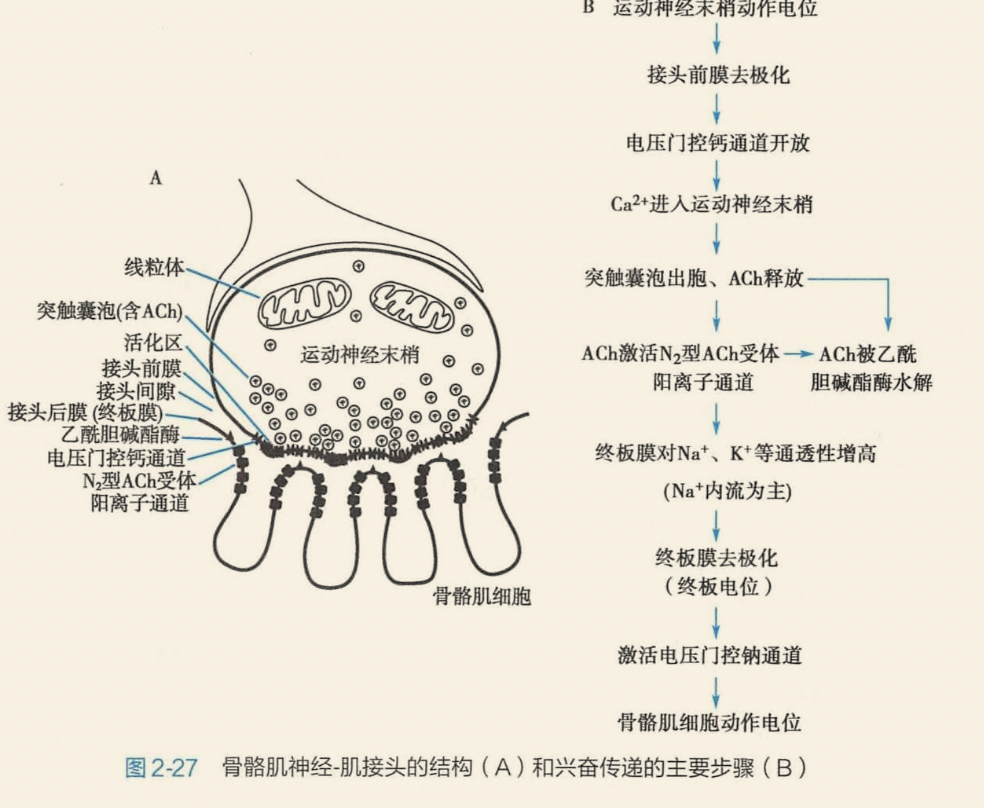 A
线粒体
突触囊泡(含ACh)
活化区
接头前膜
接头间隙
接头后膜 (终板膜)
乙酰胆碱酯酶
电压门控钙通道
N₂型ACh受体
阳离子通道
运动神经末梢
骨骼肌细胞
B 运动神经末梢动作电位
接头前膜去极化
电压门控钙通道开放
Ca²⁺进入运动神经末梢
突触囊泡出胞、ACh释放
ACh激活N₂型ACh受体
阳离子通道
ACh被乙酰
胆碱酯酶水解
终板膜对Na⁺、K⁺等通透性增高
(Na⁺内流为主)
终板膜去极化
(终板电位)
激活电压门控钠通道
骨骼肌细胞动作电位
图 2-27 骨骼肌神经-肌接头的结构(A)和兴奋传递的主要步骤(B)